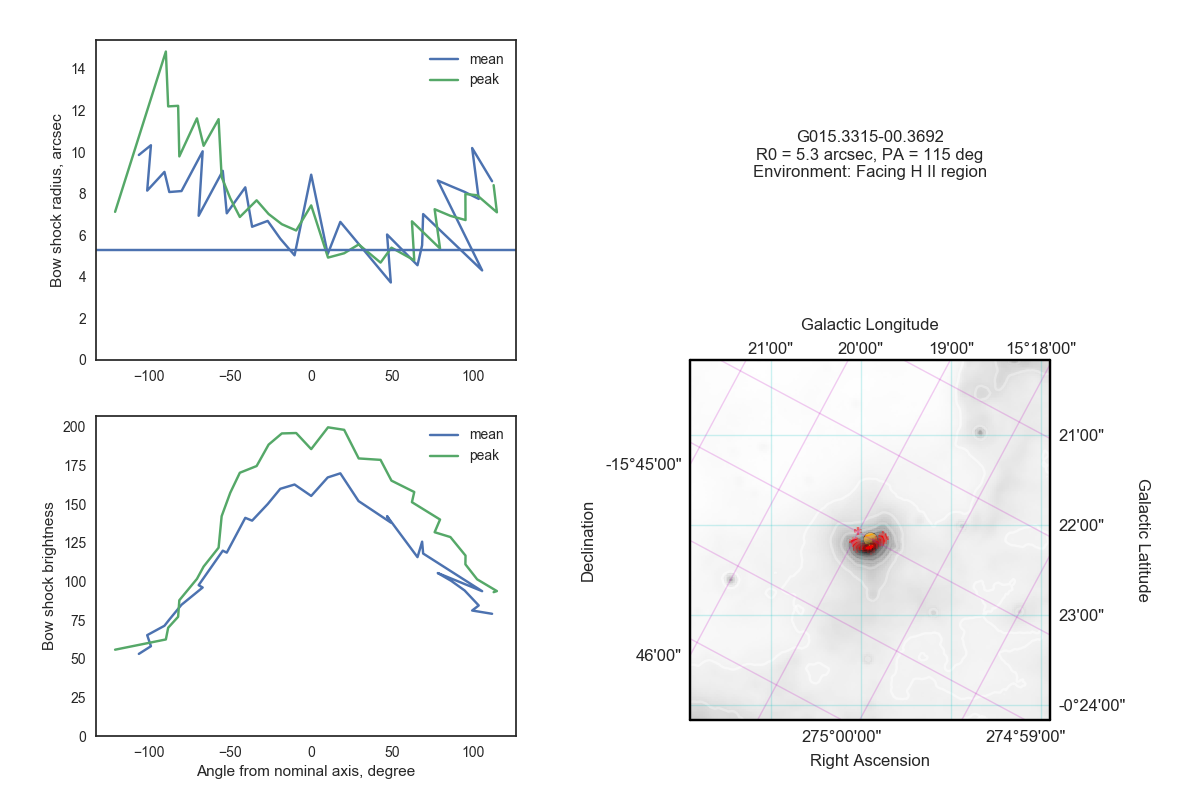 14
12
10
8
6
4
2
0
Bow shock radius, arcsec
mean
peak
−100
−50
0
50
100
200
175
150
125
100
75
50
25
0
Bow shock brightness
mean
peak
−100
−50
0
50
100
Angle from nominal axis, degree
G015.3315-00.3692
R0 = 5.3 arcsec, PA = 115 deg
Environment: Facing H II region
Galactic Longitude
21'00" 20'00" 19'00" 15°18'00"
-15°45'00"
46'00"
Declination
21'00"
22'00"
23'00"
-0°24'00"
Galactic Latitude
275°00'00" 274°59'00"
Right Ascension